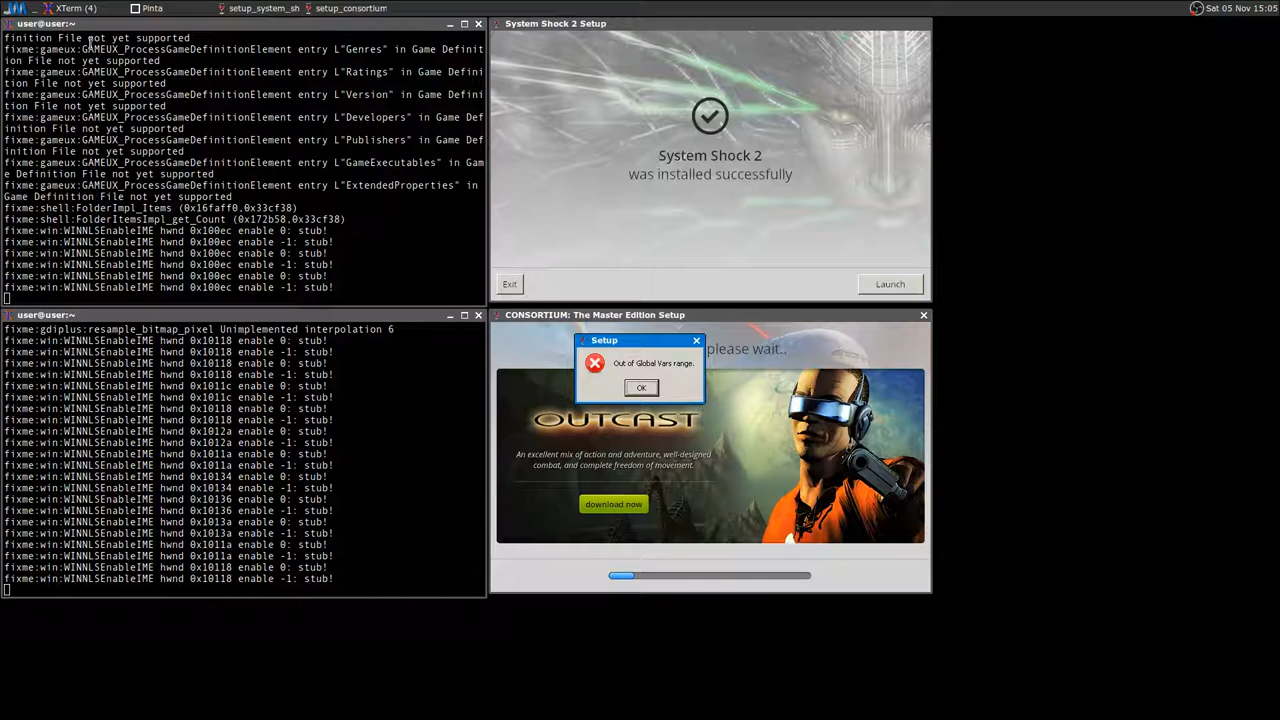 XTerm (4)
Pinta
setup_system_sh
setup_consortium
Sat 05 Nov 15:05
user@user:~
finition File not yet supported
fixme:gameux:GAMEUX_ProcessGameDefinitionElement entry L"Genres" in Game Definit
ion File not yet supported
fixme:gameux:GAMEUX_ProcessGameDefinitionElement entry L"Ratings" in Game Defini
tion File not yet supported
fixme:gameux:GAMEUX_ProcessGameDefinitionElement entry L"Version" in Game Defini
tion File not yet supported
fixme:gameux:GAMEUX_ProcessGameDefinitionElement entry L"Developers" in Game Def
inition File not yet supported
fixme:gameux:GAMEUX_ProcessGameDefinitionElement entry L"Publishers" in Game Def
inition File not yet supported
fixme:gameux:GAMEUX_ProcessGameDefinitionElement entry L"GameExecutables" in Gam
e Definition File not yet supported
fixme:gameux:GAMEUX_ProcessGameDefinitionElement entry L"ExtendedProperties" in
Game Definition File not yet supported
fixme:shell:FolderImpl_Items (0x16faff0,0x33cf38)
fixme:shell:FolderItemsImpl_get_Count (0x172b58,0x33cf38)
fixme:win:WINNLSEnableIME hwnd 0x100ec enable 0: stub!
fixme:win:WINNLSEnableIME hwnd 0x100ec enable -1: stub!
fixme:win:WINNLSEnableIME hwnd 0x100ec enable 0: stub!
fixme:win:WINNLSEnableIME hwnd 0x100ec enable -1: stub!
fixme:win:WINNLSEnableIME hwnd 0x100ec enable 0: stub!
fixme:win:WINNLSEnableIME hwnd 0x100ec enable -1: stub!
System Shock 2 Setup
System Shock 2
was installed successfully
Exit
Launch
user@user:~
fixme:gdiplus:resample_bitmap_pixel Unimplemented interpolation 6
fixme:win:WINNLSEnableIME hwnd 0x10118 enable 0: stub!
fixme:win:WINNLSEnableIME hwnd 0x10118 enable -1: stub!
fixme:win:WINNLSEnableIME hwnd 0x10118 enable 0: stub!
fixme:win:WINNLSEnableIME hwnd 0x10118 enable -1: stub!
fixme:win:WINNLSEnableIME hwnd 0x1011c enable 0: stub!
fixme:win:WINNLSEnableIME hwnd 0x1011c enable -1: stub!
fixme:win:WINNLSEnableIME hwnd 0x10118 enable 0: stub!
fixme:win:WINNLSEnableIME hwnd 0x10118 enable -1: stub!
fixme:win:WINNLSEnableIME hwnd 0x1012a enable 0: stub!
fixme:win:WINNLSEnableIME hwnd 0x1012a enable -1: stub!
fixme:win:WINNLSEnableIME hwnd 0x1011a enable 0: stub!
fixme:win:WINNLSEnableIME hwnd 0x1011a enable -1: stub!
fixme:win:WINNLSEnableIME hwnd 0x10134 enable 0: stub!
fixme:win:WINNLSEnableIME hwnd 0x10134 enable -1: stub!
fixme:win:WINNLSEnableIME hwnd 0x10136 enable 0: stub!
fixme:win:WINNLSEnableIME hwnd 0x10136 enable -1: stub!
fixme:win:WINNLSEnableIME hwnd 0x1013a enable 0: stub!
fixme:win:WINNLSEnableIME hwnd 0x1013a enable -1: stub!
fixme:win:WINNLSEnableIME hwnd 0x1011a enable 0: stub!
fixme:win:WINNLSEnableIME hwnd 0x1011a enable -1: stub!
fixme:win:WINNLSEnableIME hwnd 0x10118 enable 0: stub!
fixme:win:WINNLSEnableIME hwnd 0x10118 enable -1: stub!
CONSORTIUM: The Master Edition Setup
please wait..
Setup
Out of Global Vars range.
OK
OUTCAST
An excellent mix of action and adventure, well-designed
combat, and complete freedom of movement.
download now